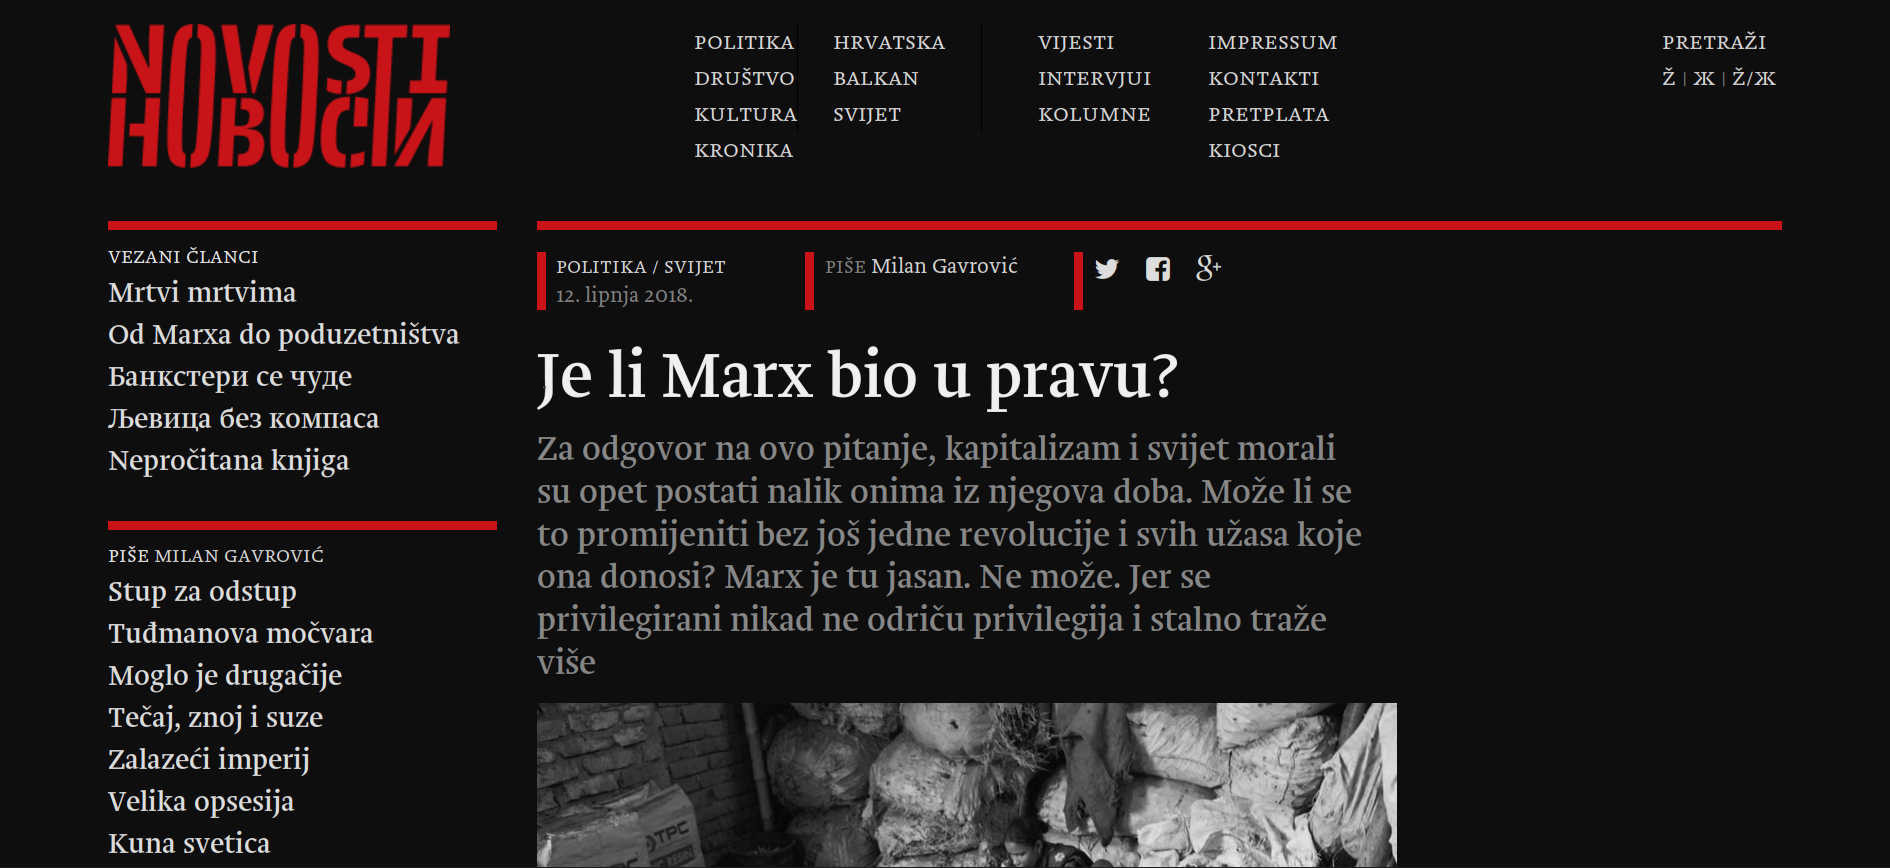 NOVOSTI
НОВОСТИ
POLITIKA
DRUŠTVO
KULTURA
KRONIKA
HRVATSKA
BALKAN
SVIJET
VIJESTI
INTERVJUI
KOLUMNE
IMPRESSUM
KONTAKTI
PRETPLATA
KIOSCI
PRETRAŽI
Ž | Ж | Ž/Ж
VEZANI ČLANCI
Mrtvi mrtvima
Od Marxa do poduzetništva
Банкстери се чуде
Љевица без компаса
Nepročitana knjiga
PIŠE MILAN GAVROVIĆ
Stup za odstup
Tuđmanova močvara
Moglo je drugačije
Tečaj, znoj i suze
Zalazeći imperij
Velika opsesija
Kuna svetica
POLITIKA / SVIJET
12. lipnja 2018.
PIŠE Milan Gavrović
Je li Marx bio u pravu?
Za odgovor na ovo pitanje, kapitalizam i svijet morali
su opet postati nalik onima iz njegova doba. Može li se
to promijeniti bez još jedne revolucije i svih užasa koje
ona donosi? Marx je tu jasan. Ne može. Jer se
privilegirani nikad ne odriču privilegija i stalno traže
više
TPC